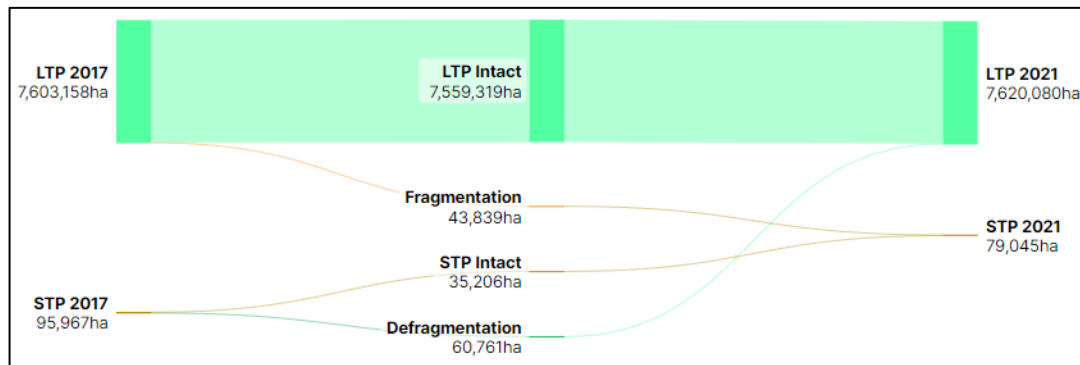 LTP 2017
7,603,158ha
LTP Intact
7,559,319ha
LTP 2021
7,620,080ha
Fragmentation
43,839ha
STP 2021
79,045ha
STP Intact
35,206ha
STP 2017
95,967ha
Defragmentation
60,761ha